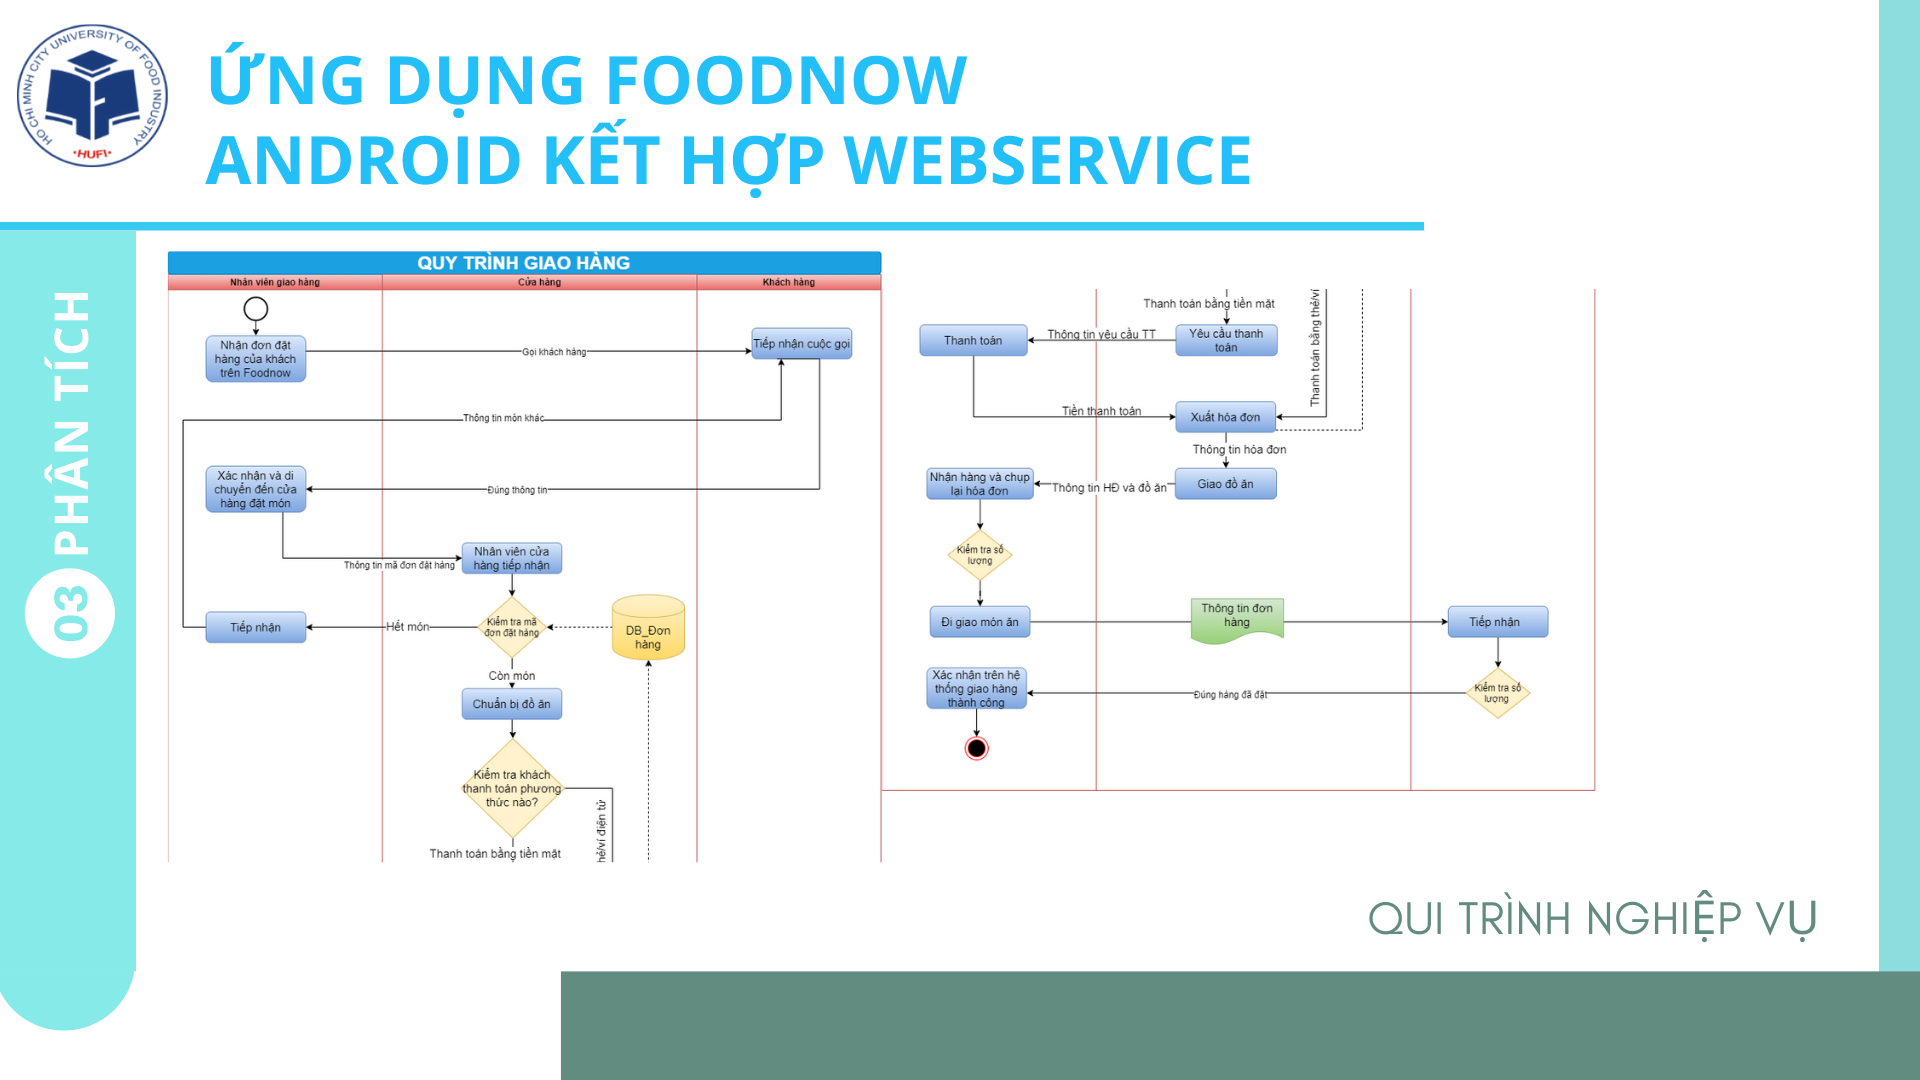 HO CHI MINH CITY UNIVERSITY OF FOOD INDUSTRY
•HUFI•
ỨNG DỤNG FOODNOW
ANDROID KẾT HỢP WEBSERVICE
03 PHÂN TÍCH
QUY TRÌNH GIAO HÀNG
Nhân viên giao hàng
Cửa hàng
Khách hàng
Nhận đơn đặt
hàng của khách
trên Foodnow
Gọi khách hàng
Tiếp nhận cuộc gọi
Thông tin món khác
Xác nhận và di
chuyển đến cửa
hàng đặt món
Đúng thông tin
Thông tin mã đơn đặt hàng
Nhân viên cửa
hàng tiếp nhận
Tiếp nhận
Hết món
Kiểm tra mã
đơn đặt hàng
DB_Đơn
hàng
Còn món
Chuẩn bị đồ ăn
Kiểm tra khách
thanh toán phương
thức nào?
hẻ/ví điện tử
Thanh toán bằng tiền mặt
Thanh toán bằng tiền mặt
Thanh toán bằng thẻ/ví
Thanh toán
Thông tin yêu cầu TT
Yêu cầu thanh
toán
Tiền thanh toán
Xuất hóa đơn
Thông tin hóa đơn
Nhận hàng và chụp
lại hóa đơn
Thông tin HĐ và đồ ăn
Giao đồ ăn
Kiểm tra số
lượng
Đi giao món ăn
Thông tin đơn
hàng
Tiếp nhận
Xác nhận trên hệ
thống giao hàng
thành công
Đúng hàng đã đặt
Kiểm tra số
lượng
QUI TRÌNH NGHIỆP VỤ